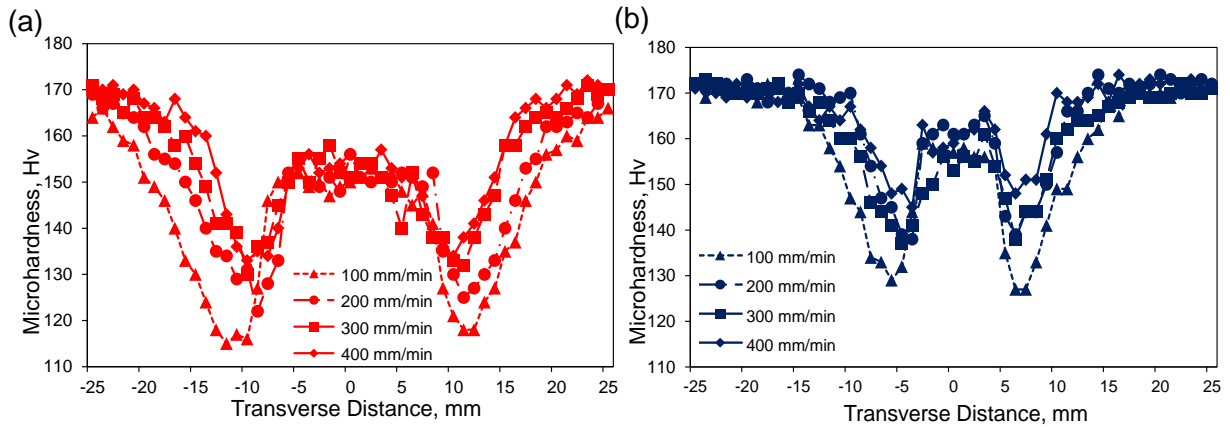 (a)
180
170
160
150
140
130
120
110
Microhardness, Hv
100 mm/min
200 mm/min
300 mm/min
400 mm/min
-25 -20 -15 -10 -5 0 5 10 15 20 25
Transverse Distance, mm
(b)
180
170
160
150
140
130
120
110
Microhardness, Hv
100 mm/min
200 mm/min
300 mm/min
400 mm/min
-25 -20 -15 -10 -5 0 5 10 15 20 25
Transverse Distance, mm